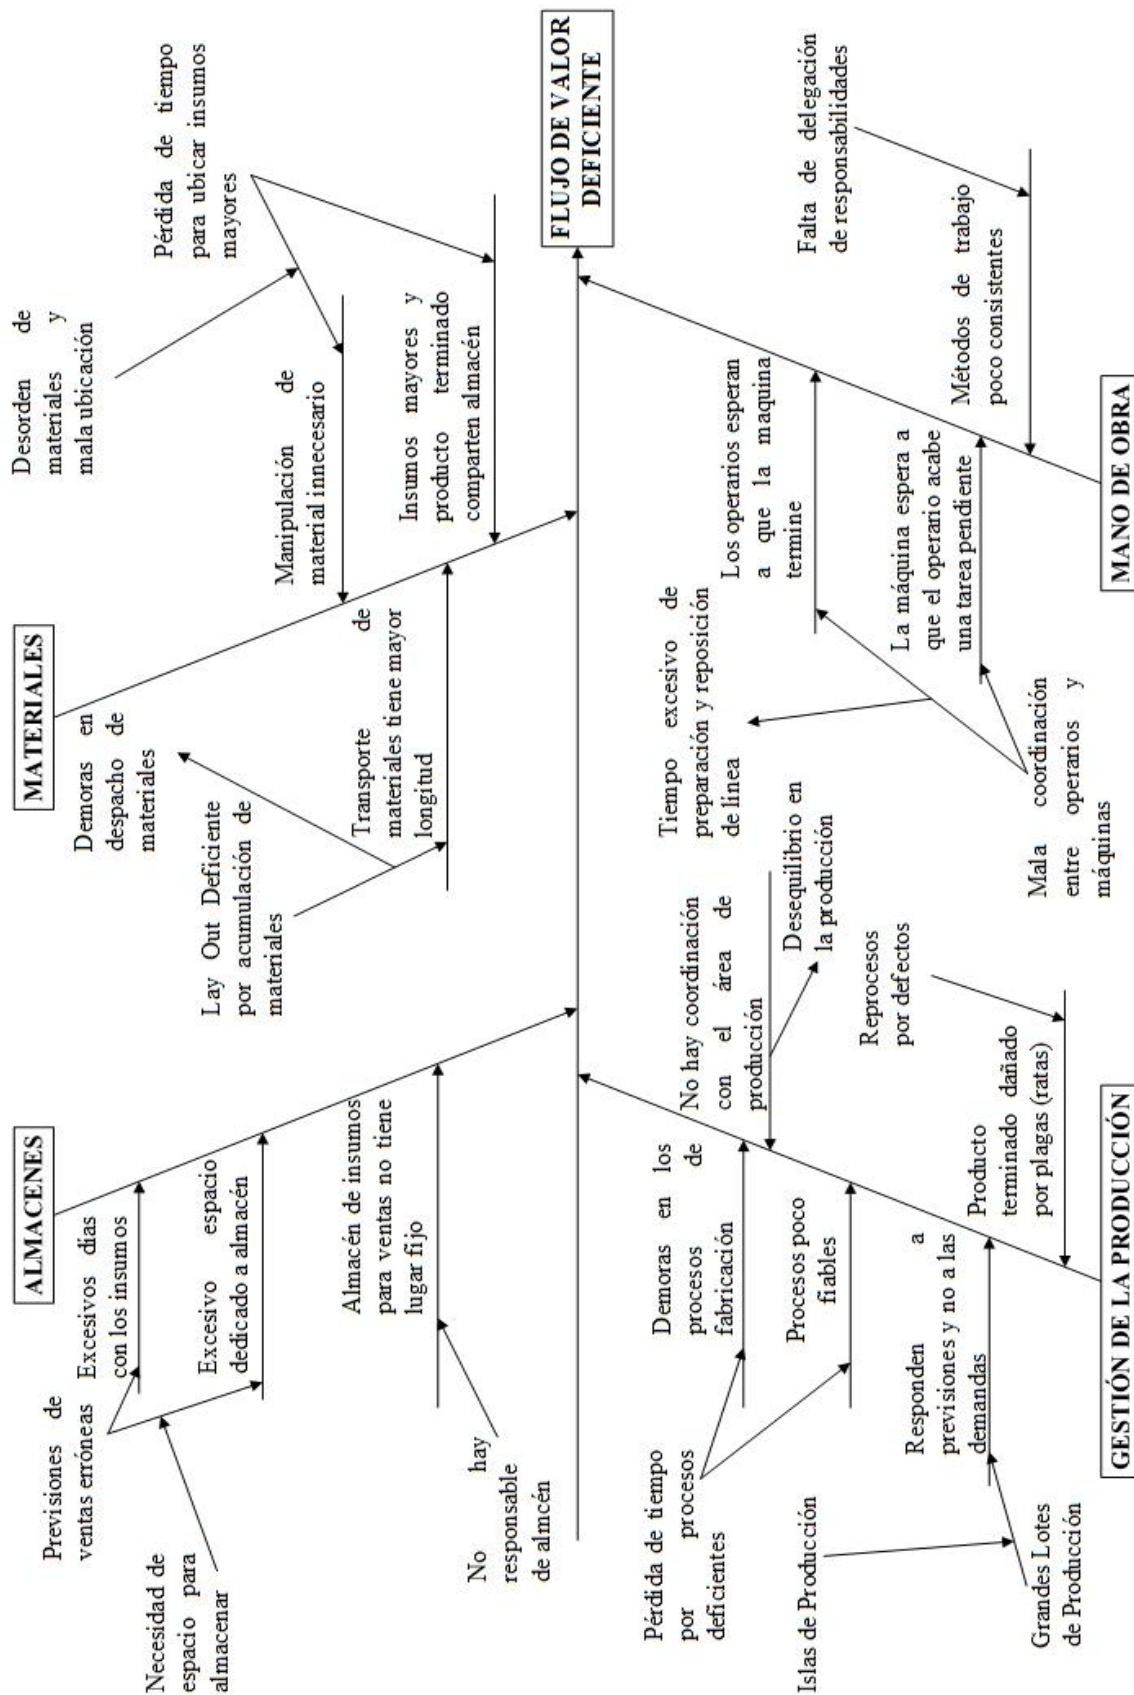 ALMACENES
Previsiones de
ventas erróneas
Excesivos días
con los insumos
Necesidad de
espacio para
almacenar
Excesivo espacio
dedicado a almacén
Almacén de insumos
para ventas no tiene
lugar fijo
No hay
responsable
de almcén
MATERIALES
Demoras en
despacho de
materiales
Lay Out Deficiente
por acumulación de
materiales
Transporte de
materiales tiene mayor
longitud
Desorden de
materiales y
mala ubicación
Pérdida de tiempo
para ubicar insumos
mayores
Manipulación de
material innecesario
Insumos mayores y
producto terminado
comparten almacén
FLUJO DE VALOR
DEFICIENTE
Pérdida de tiempo
por procesos
deficientes
Demoras en los
procesos de
fabricación
No hay coordinación
con el área de
producción
Desequilibrio en
la producción
Procesos poco
fiables
Reprocesos
por defectos
Islas de Producción
Responden a
previsiones y no a las
demandas
Producto
terminado dañado
por plagas (ratas)
Grandes Lotes
de Producción
GESTIÓN DE LA PRODUCCIÓN
Tiempo excesivo de
preparación y reposición
de línea
Los operarios esperan
a que la maquina
termine
Falta de delegación
de responsabilidades
La máquina espera a
que el operario acabe
una tarea pendiente
Métodos de trabajo
poco consistentes
Mala coordinación
entre operarios y
máquinas
MANO DE OBRA